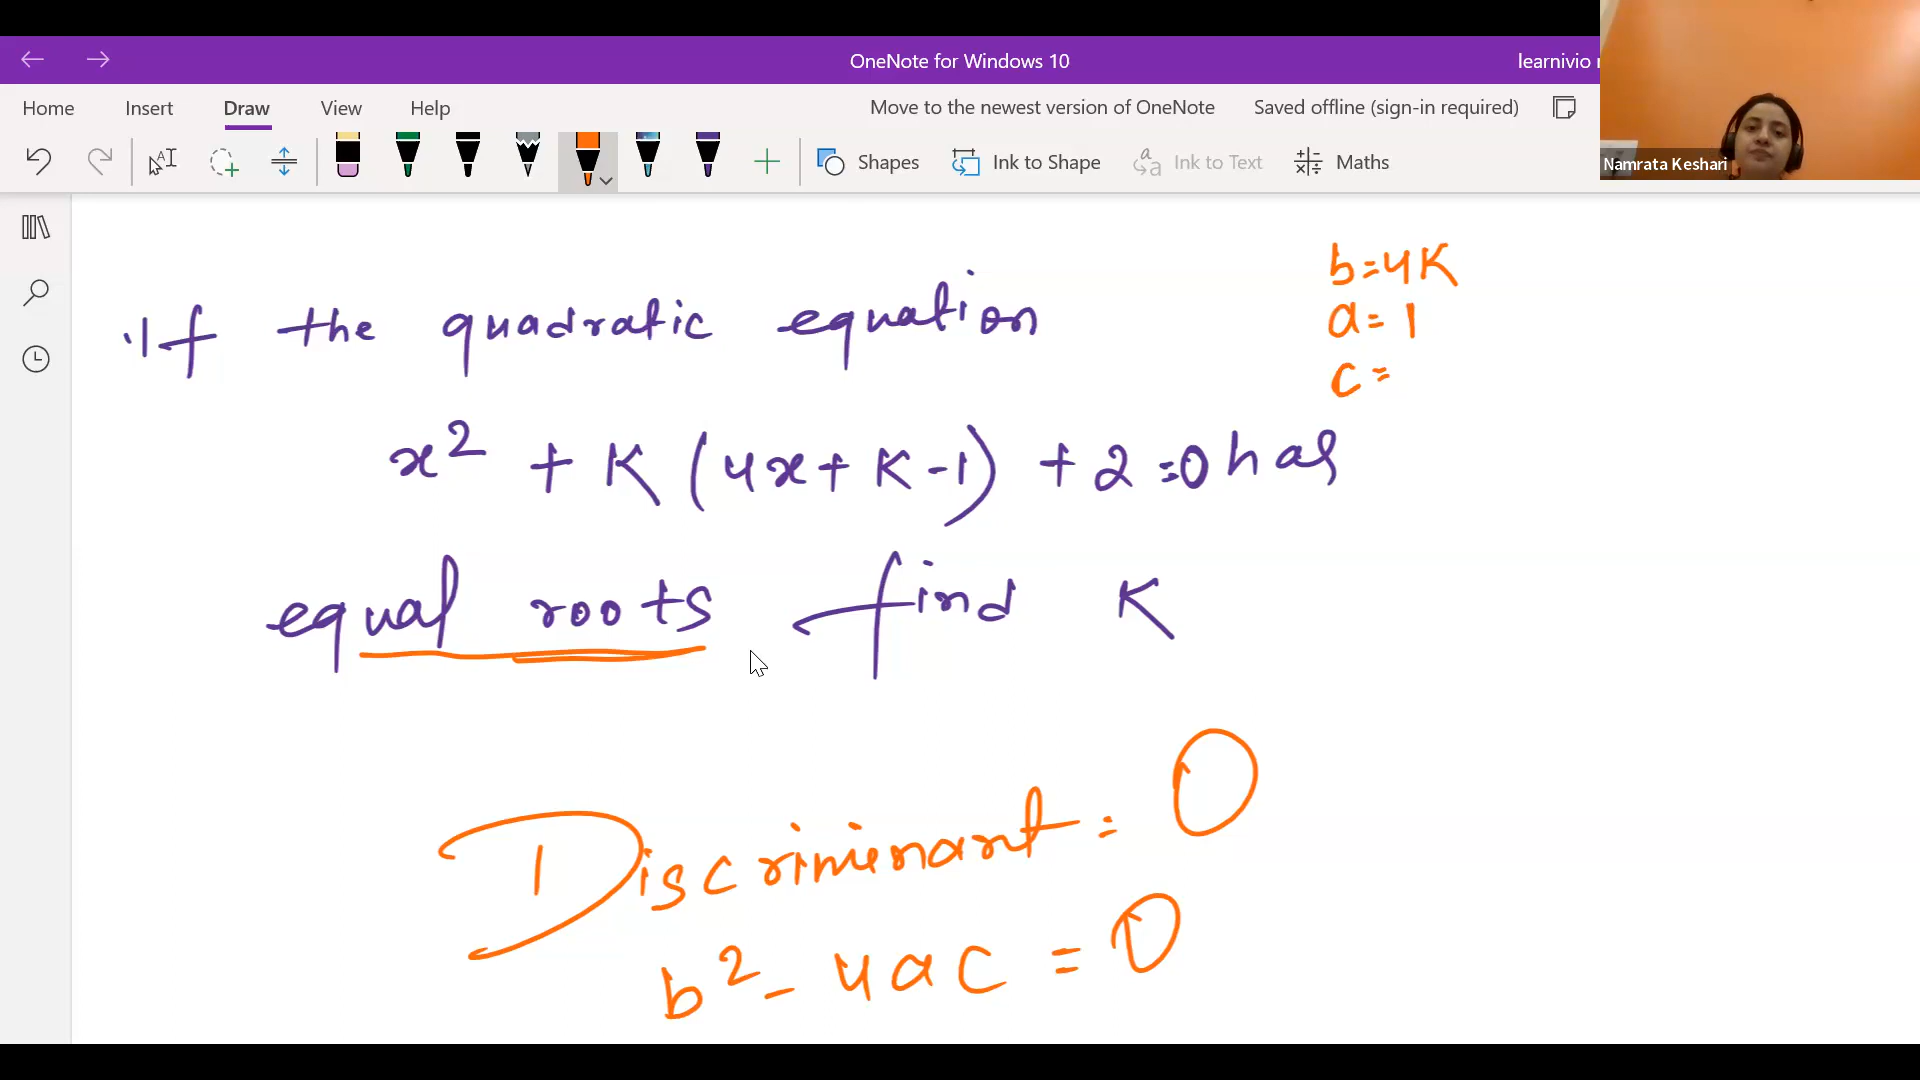 OneNote for Windows 10
learnivio
Home Insert Draw View Help
Move to the newest version of OneNote Saved offline (sign-in required)
Shapes Ink to Shape Ink to Text Maths
Namrata Keshari
b=4K
a=1
c=
If the quadratic equation
x² + K (4x+K-1) + 2=0 has
equal roots find K
Discriminant = 0
b² - 4ac = 0